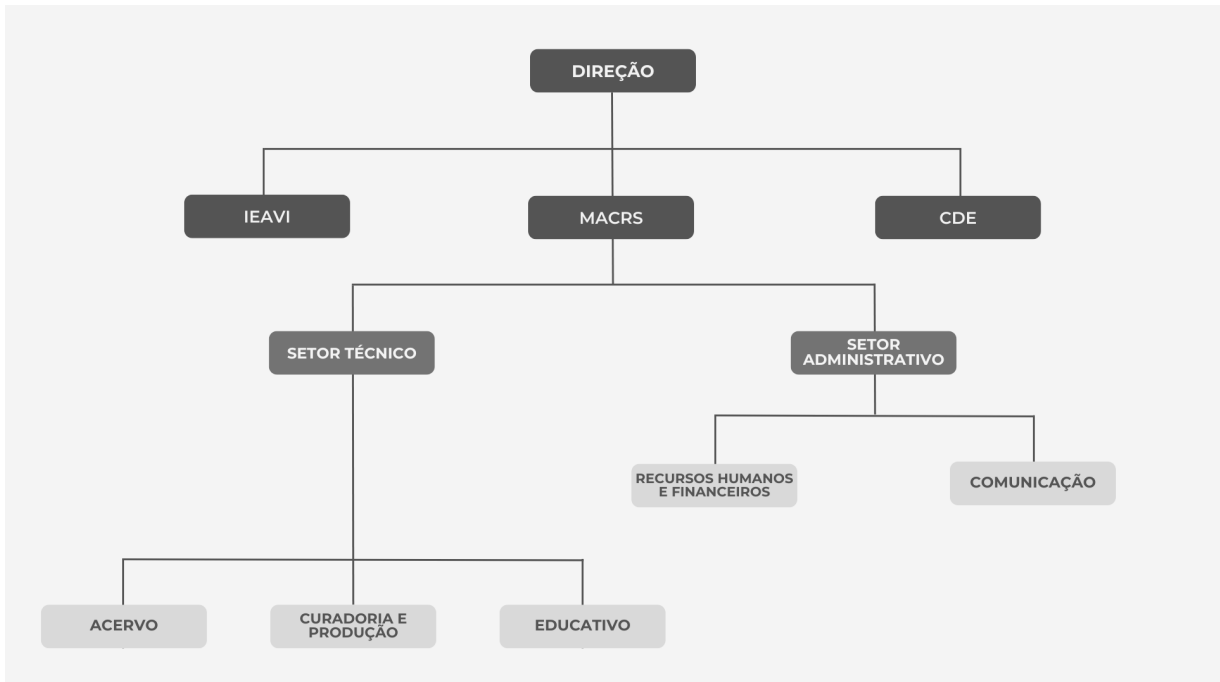 DIREÇÃO
IEAVI
MACRS
CDE
SETOR TÉCNICO
SETOR
ADMINISTRATIVO
RECURSOS HUMANOS
E FINANCEIROS
COMUNICAÇÃO
ACERVO
CURADORIA E
PRODUÇÃO
EDUCATIVO